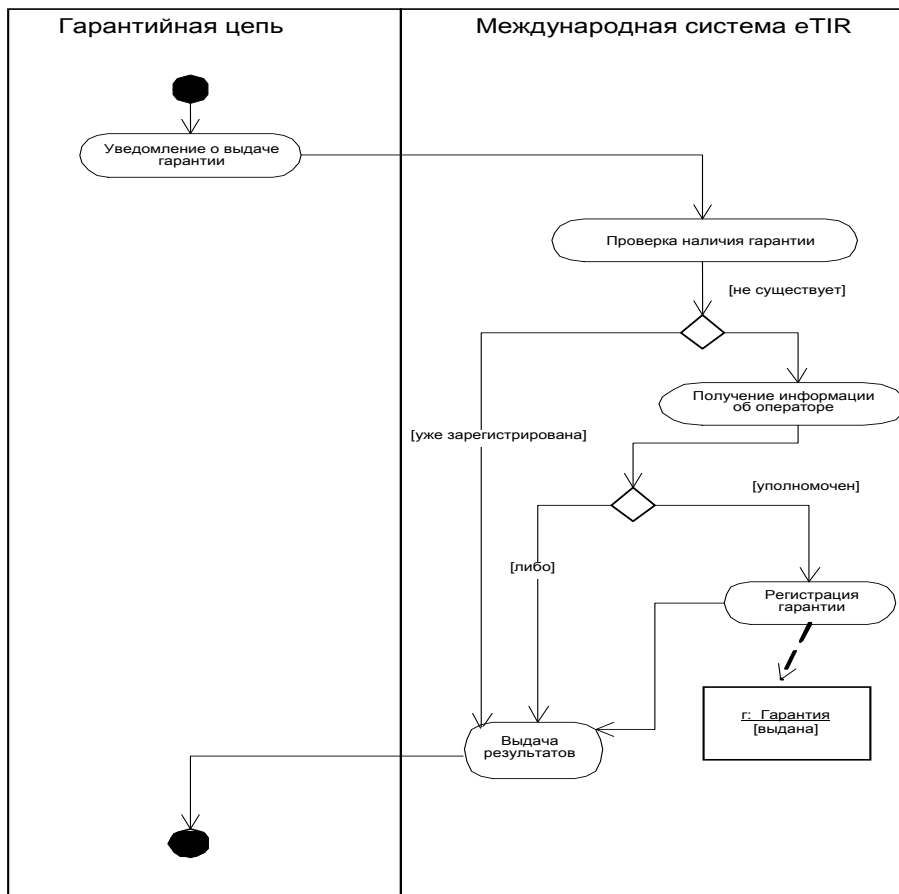 Гарантийная цепь
Международная система eTIR
Уведомление о выдаче
гарантии
Проверка наличия гарантии
[не существует]
Получение информации
об операторе
[уже зарегистрирована]
[уполномочен]
[либо]
Регистрация
гарантии
г: Гарантия
[выдана]
Выдача
результатов